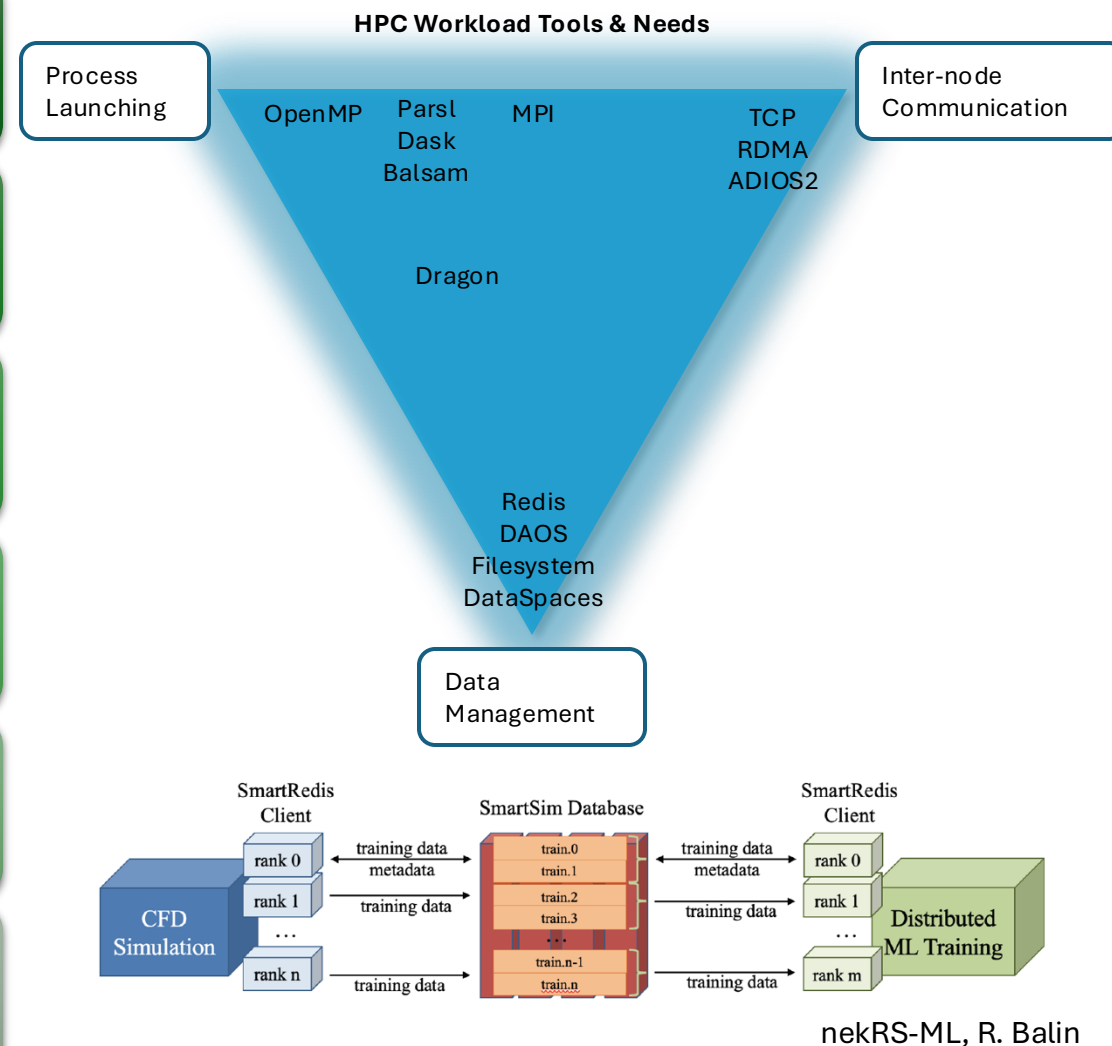 HPC Workload Tools & Needs
Process
Launching
Inter-node
Communication
OpenMP
Parsl
Dask
Balsam
MPI
TCP
RDMA
ADIOS2
Dragon
Redis
DAOS
Filesystem
DataSpaces
Data
Management
SmartRedis
Client
SmartSim Database
SmartRedis
Client
CFD
Simulation
rank 0
rank 1
...
rank n
training data
metadata
training data
training data
train.0
train.1
train.2
train.3
...
train.n-1
train.n
training data
metadata
training data
training data
rank 0
rank 1
...
rank m
Distributed
ML Training
nekRS-ML, R. Balin